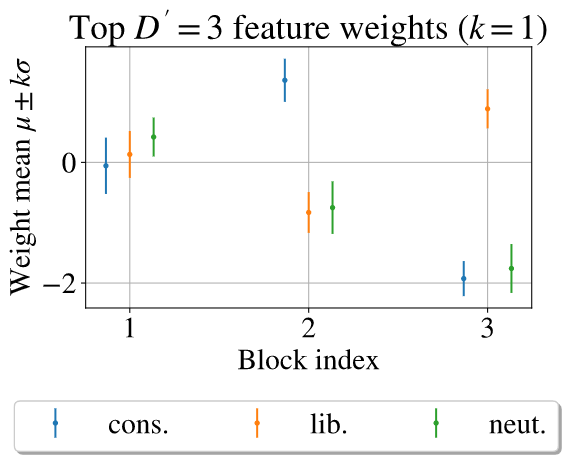 Top D′ = 3 feature weights (k = 1)
Weight mean μ ± kσ
0
−2
1 2 3
Block index
cons. lib. neut.